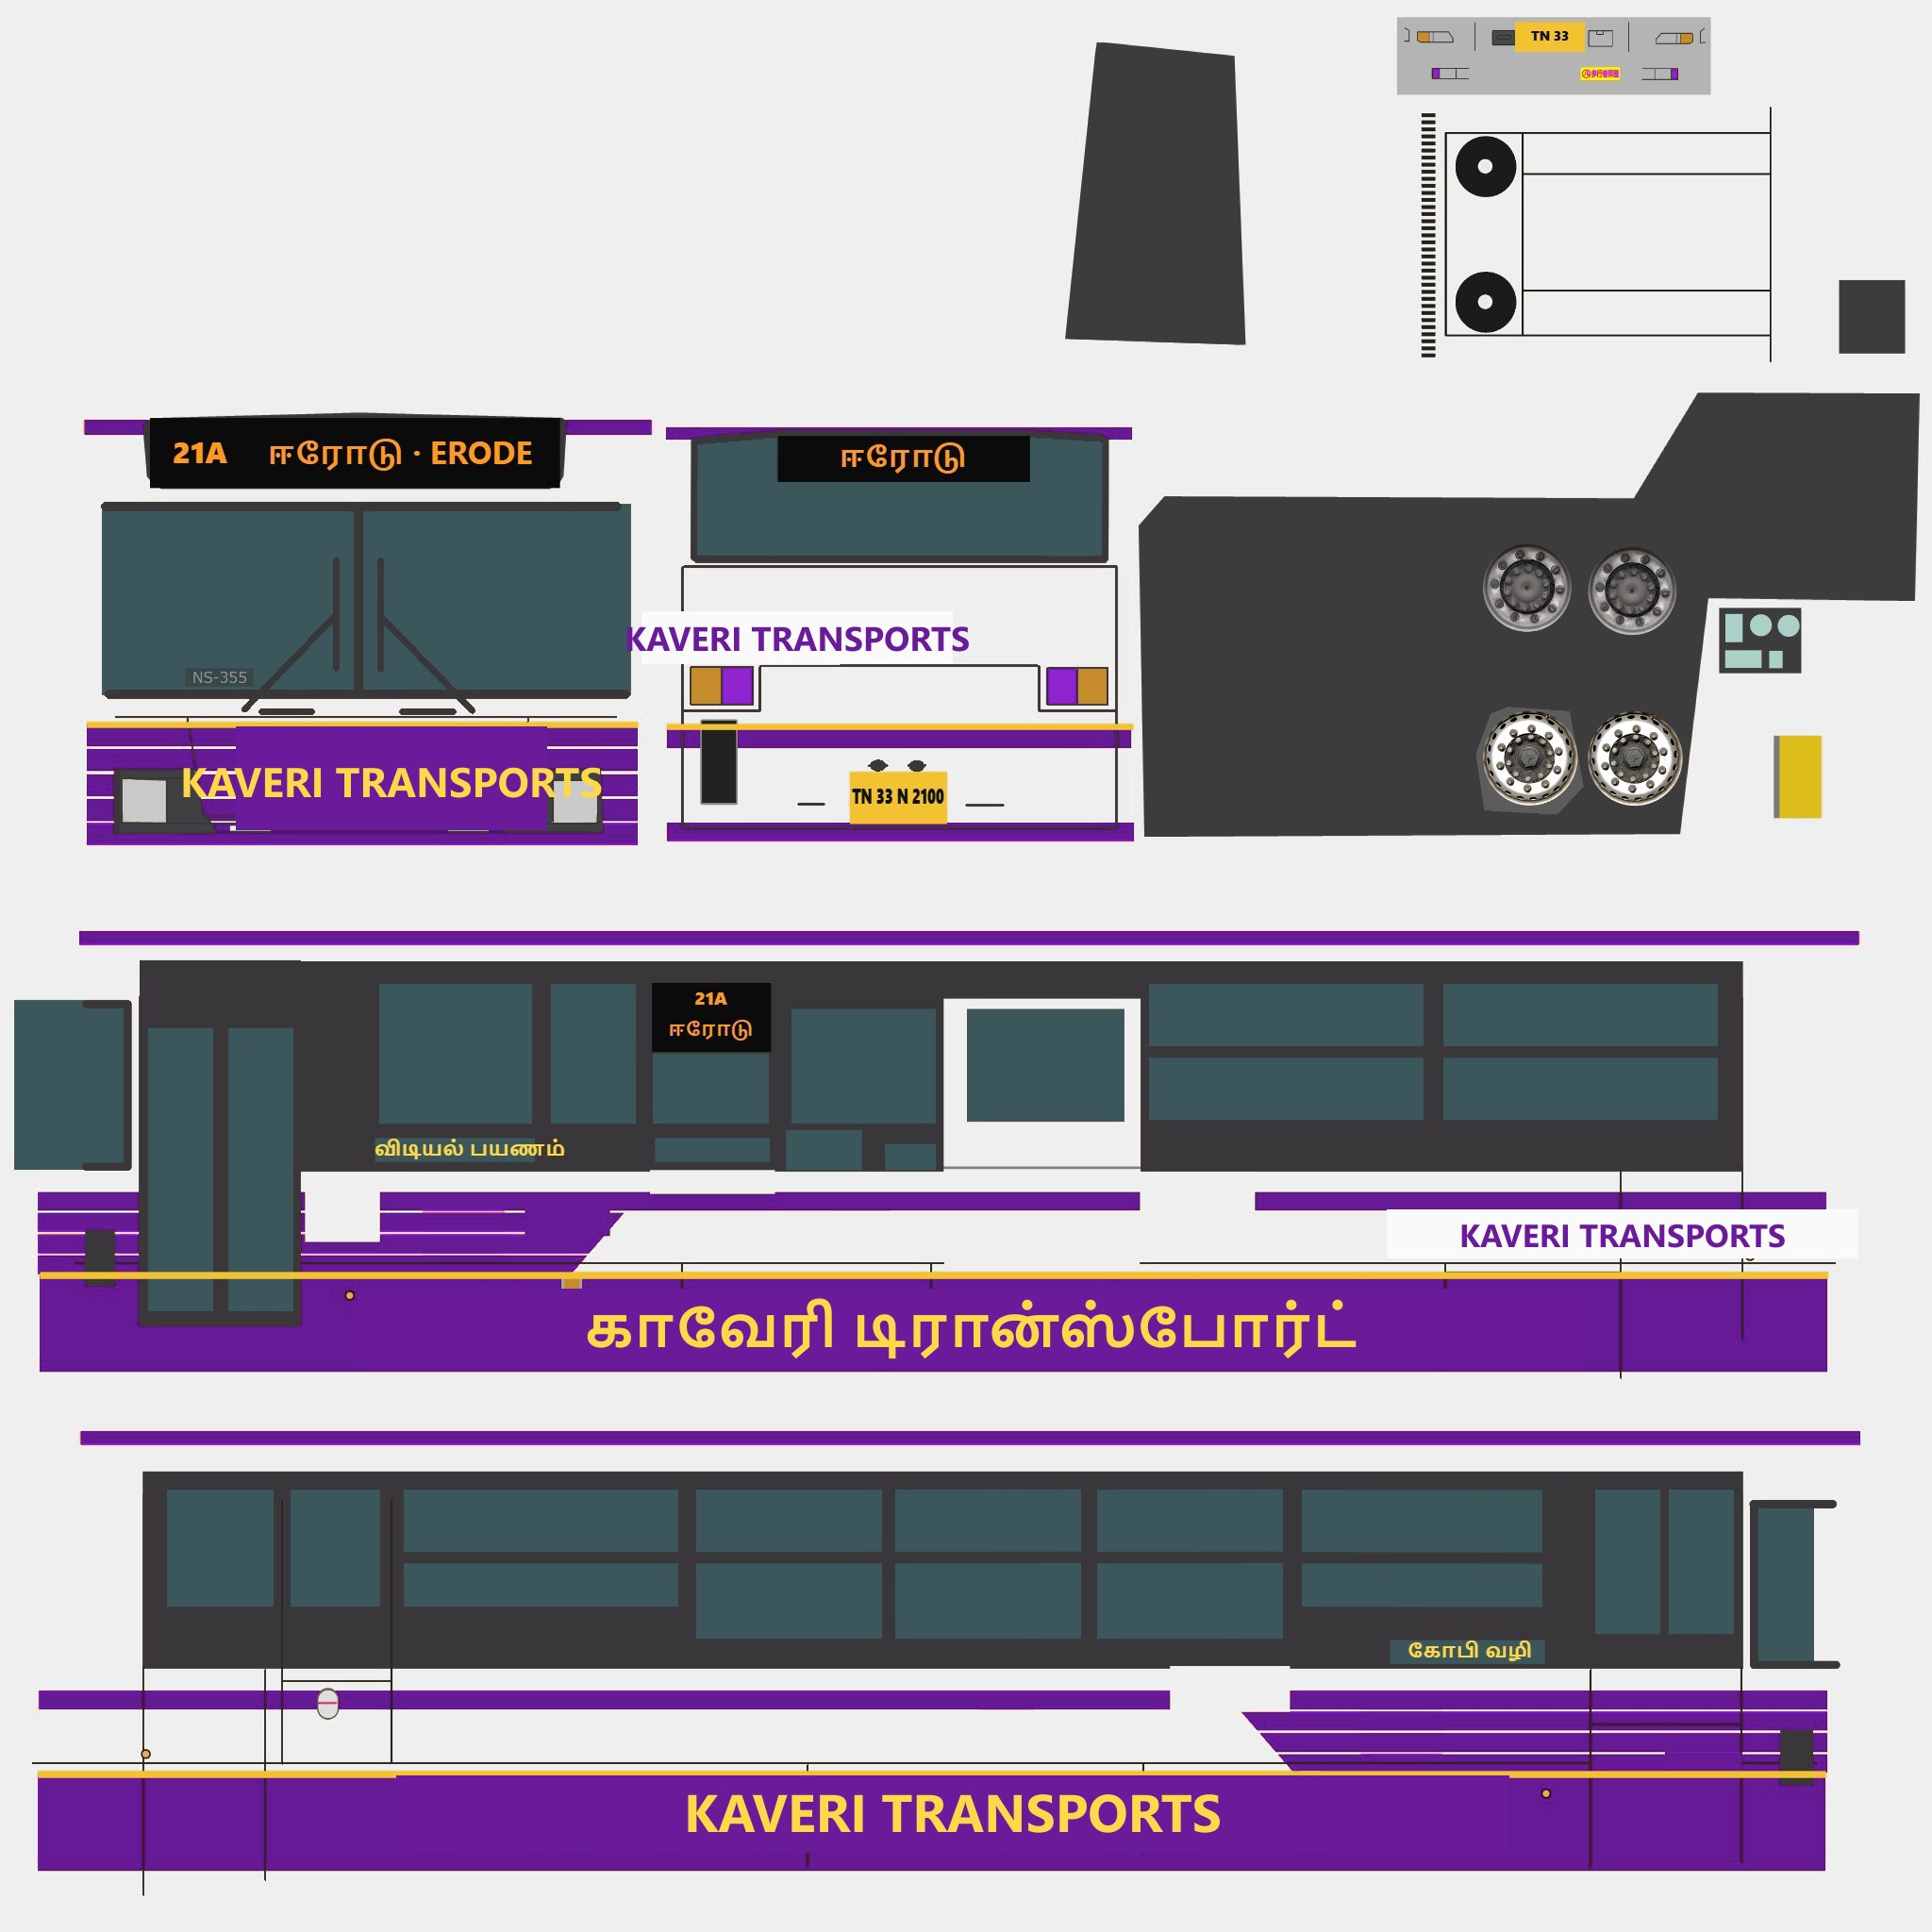 TN 33
21A ஈரோடு · ERODE
ஈரோடு
NS-355
KAVERI TRANSPORTS
KAVERI TRANSPORTS
TN 33 N 2100
21A
ஈரோடு
விடியல் பயணம்
KAVERI TRANSPORTS
காவேரி டிரான்ஸ்போர்ட்
கோபி வழி
KAVERI TRANSPORTS